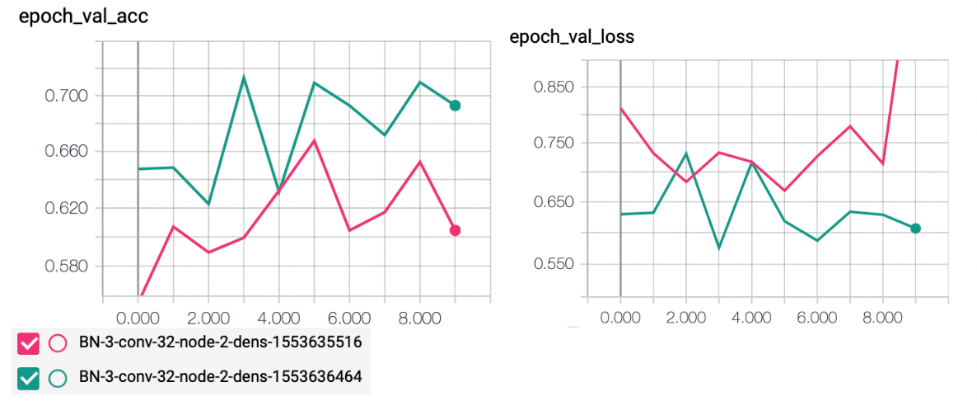 epoch_val_acc
0.700
0.660
0.620
0.580
0.000 2.000 4.000 6.000 8.000
epoch_val_loss
0.850
0.750
0.650
0.550
0.000 2.000 4.000 6.000 8.000
BN-3-conv-32-node-2-dens-1553635516
BN-3-conv-32-node-2-dens-1553636464